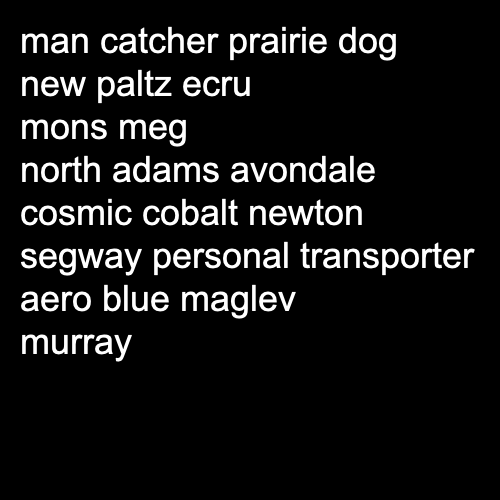 man catcher prairie dog
new paltz ecru
mons meg
north adams avondale
cosmic cobalt newton
segway personal transporter
aero blue maglev
murray